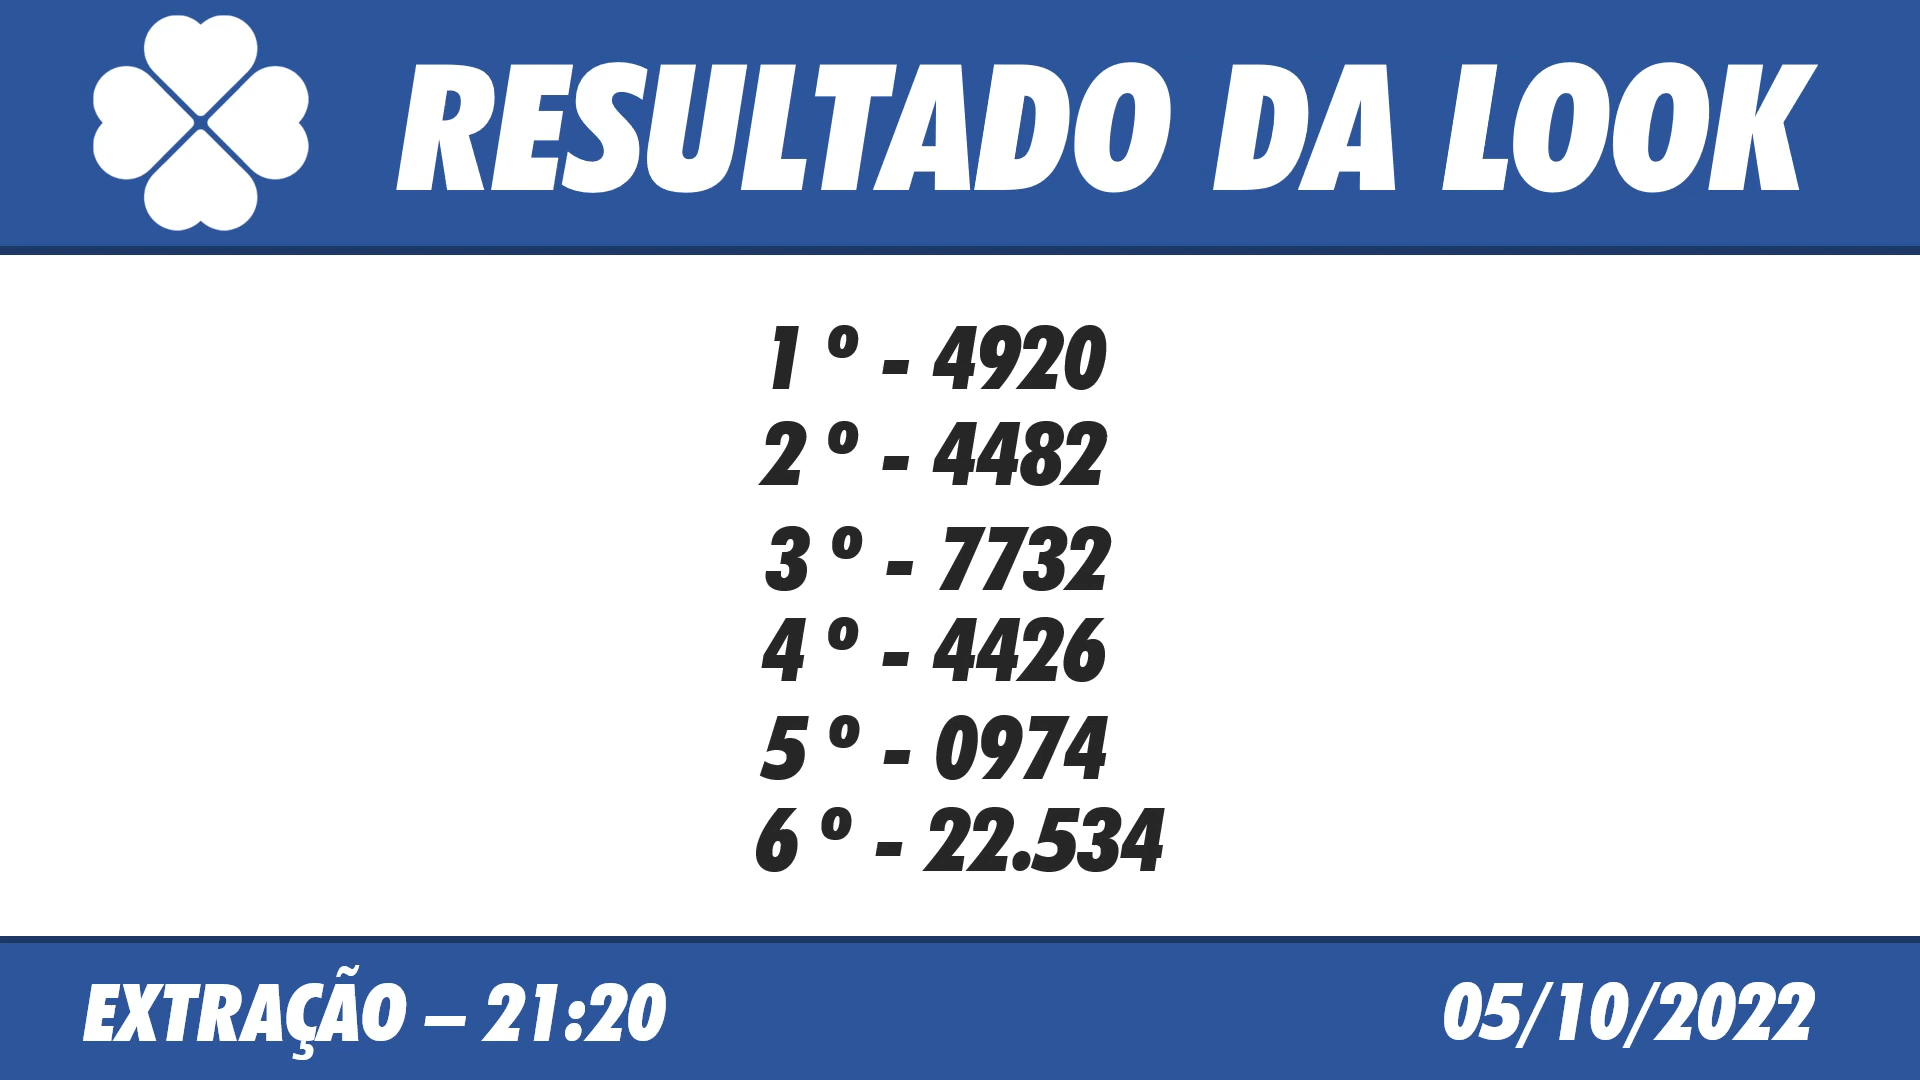 RESULTADO DA LOOK
1 º - 4920
2 º - 4482
3 º - 7732
4 º - 4426
5 º - 0974
6 º - 22.534
EXTRAÇÃO – 21:20
05/10/2022